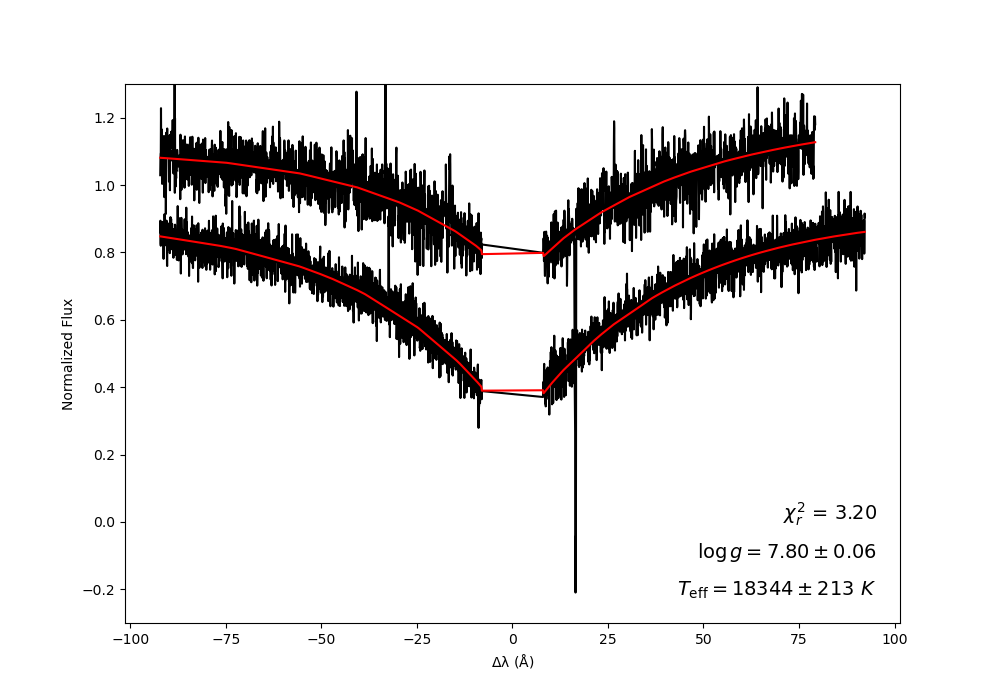 Normalized Flux
1.2
1.0
0.8
0.6
0.4
0.2
0.0
−0.2
χ²ᵣ = 3.20
log g = 7.80 ± 0.06
T_eff = 18344 ± 213 K
−100 −75 −50 −25 0 25 50 75 100
Δλ (Å)